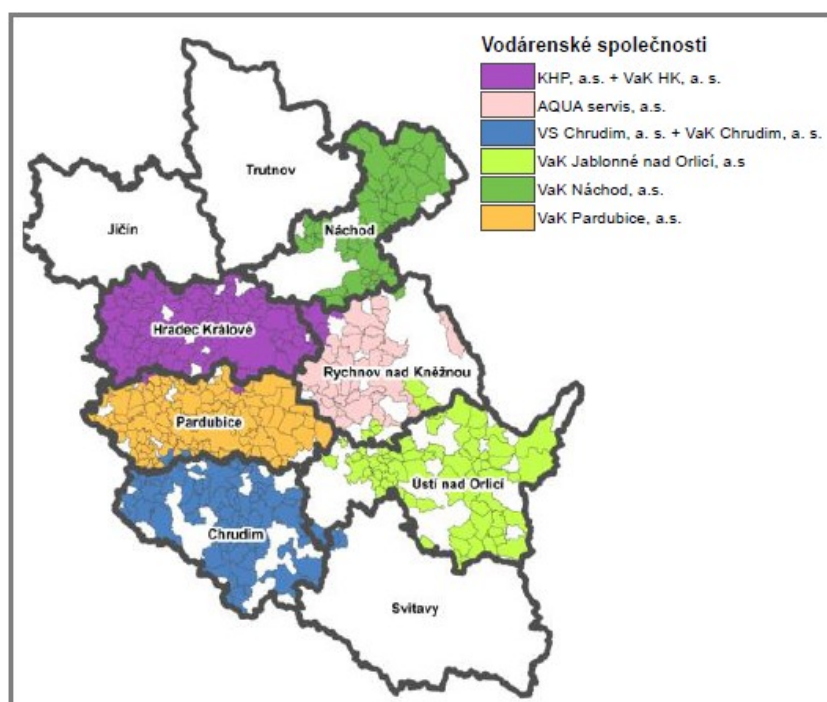 Vodárenské společnosti
KHP, a.s. + VaK HK, a. s.
AQUA servis, a.s.
VS Chrudim, a. s. + VaK Chrudim, a. s.
VaK Jablonné nad Orlicí, a.s
VaK Náchod, a.s.
VaK Pardubice, a.s.
Trutnov
Jičín
Náchod
Hradec Králové
Rychnov nad Kněžnou
Pardubice
Ústí nad Orlicí
Chrudim
Svitavy